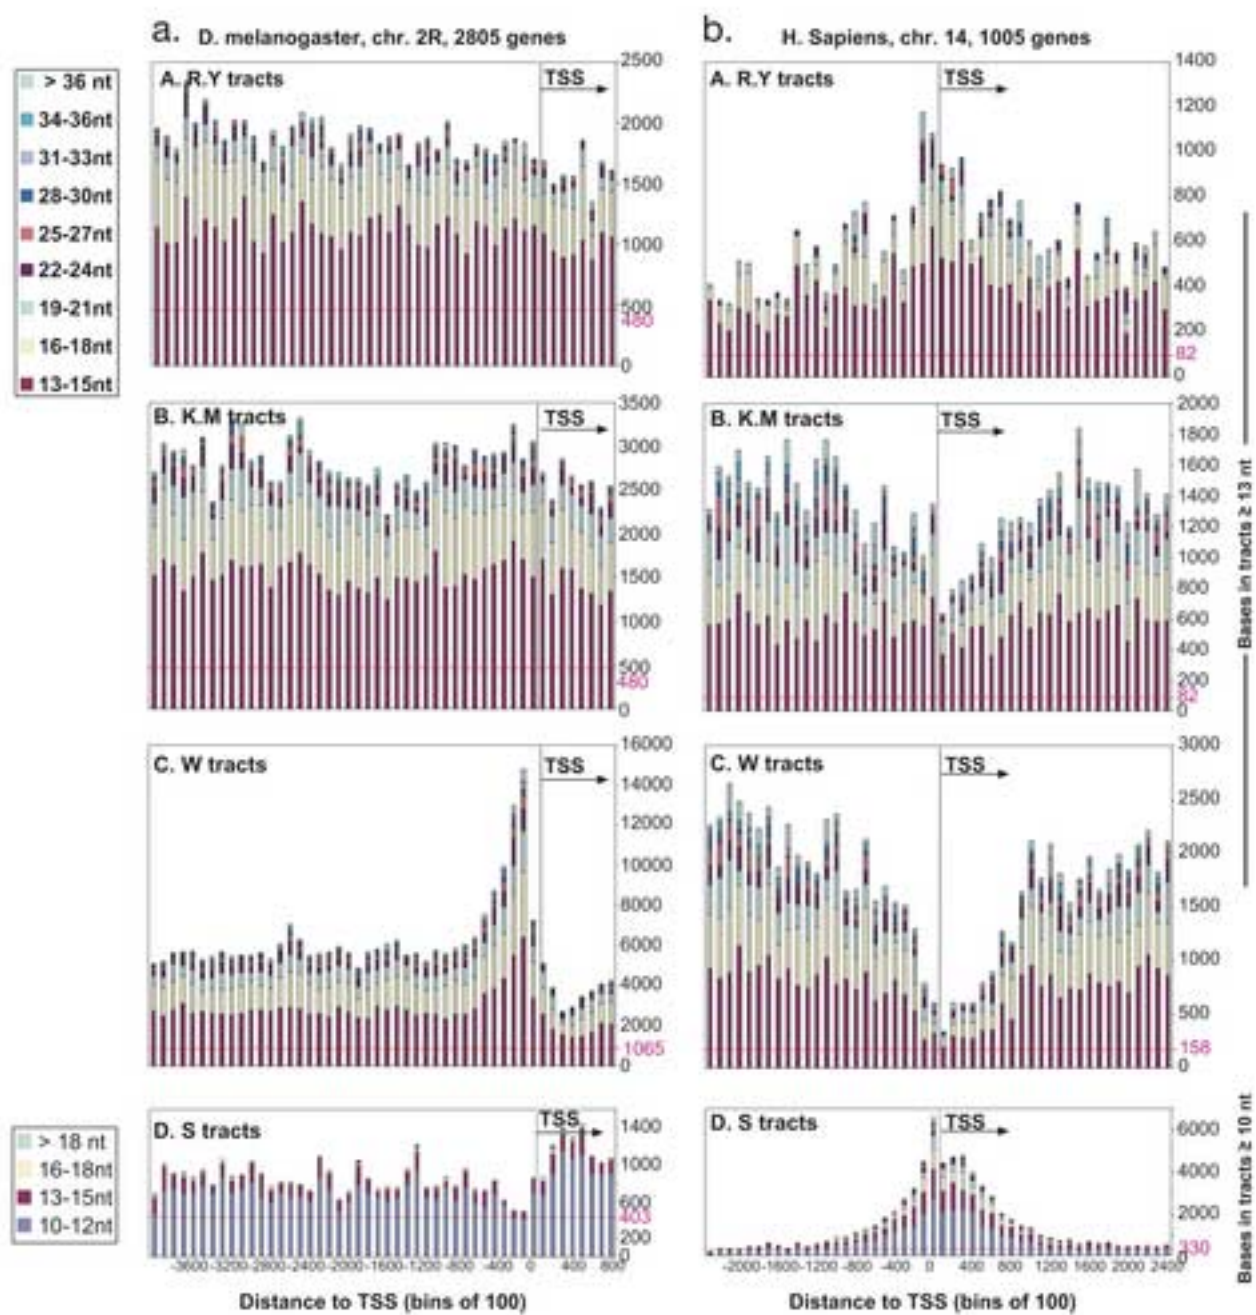 a. D. melanogaster, chr. 2R, 2805 genes
b. H. Sapiens, chr. 14, 1005 genes
> 36 nt
34-36nt
31-33nt
28-30nt
25-27nt
22-24nt
19-21nt
16-18nt
13-15nt
A. R.Y tracts
TSS
2500
2000
1500
1000
500
480
0
A. R.Y tracts
TSS
1400
1200
1000
800
600
400
200
82
0
B. K.M tracts
TSS
3500
3000
2500
2000
1500
1000
500
480
0
B. K.M tracts
TSS
2000
1800
1600
1400
1200
1000
800
600
400
200
82
0
Bases in tracts ≥ 13 nt
C. W tracts
TSS
16000
14000
12000
10000
8000
6000
4000
2000
1065
0
C. W tracts
TSS
3000
2500
2000
1500
1000
500
158
0
> 18 nt
16-18nt
13-15nt
10-12nt
D. S tracts
TSS
1400
1000
600
403
200
0
D. S tracts
TSS
6000
4000
2000
330
Bases in tracts ≥ 10 nt
-3600 -3200 -2800 -2400 -2000 -1600 -1200 -800 -400 0 400 800
-2000 -1600 -1200 -800 -400 0 400 800 1200 1600 2000 2400
Distance to TSS (bins of 100)
Distance to TSS (bins of 100)